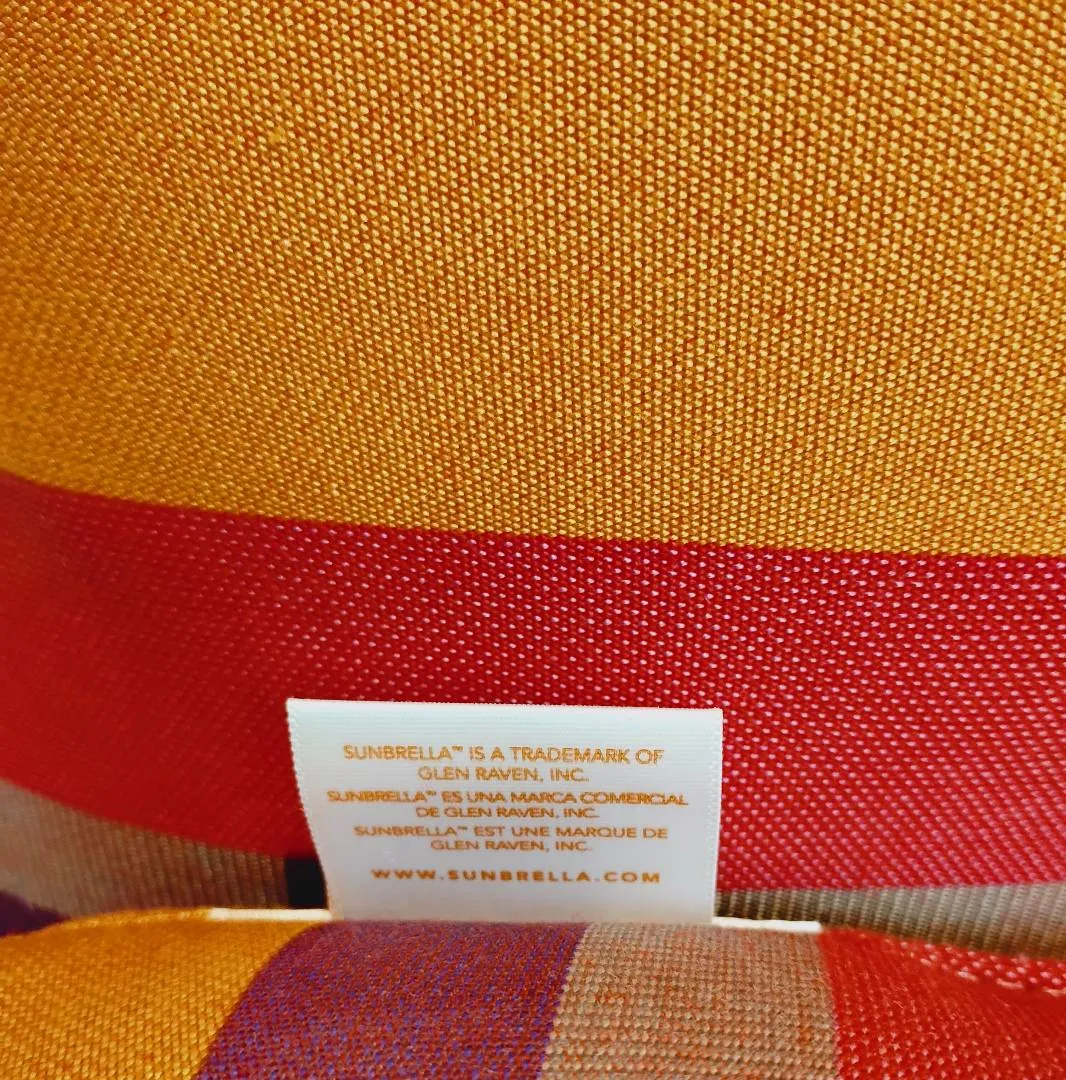 SUNBRELLA™ IS A TRADEMARK OF
GLEN RAVEN, INC.
SUNBRELLA™ ES UNA MARCA COMERCIAL
DE GLEN RAVEN, INC.
SUNBRELLA™ EST UNE MARQUE DE
GLEN RAVEN, INC.
WWW.SUNBRELLA.COM